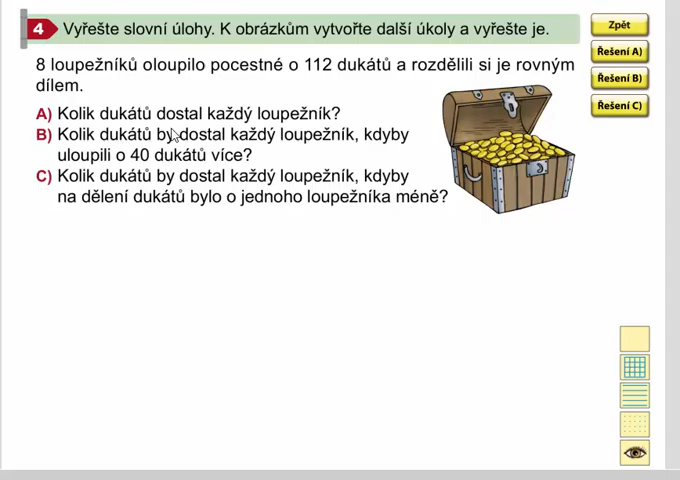 4 Vyřešte slovní úlohy. K obrázkům vytvořte další úkoly a vyřešte je.
8 loupežníků oloupilo pocestné o 112 dukátů a rozdělili si je rovným
dílem.
A) Kolik dukátů dostal každý loupežník?
B) Kolik dukátů by dostal každý loupežník, kdyby
uloupili o 40 dukátů více?
C) Kolik dukátů by dostal každý loupežník, kdyby
na dělení dukátů bylo o jednoho loupežníka méně?
Zpět
Řešení A)
Řešení B)
Řešení C)